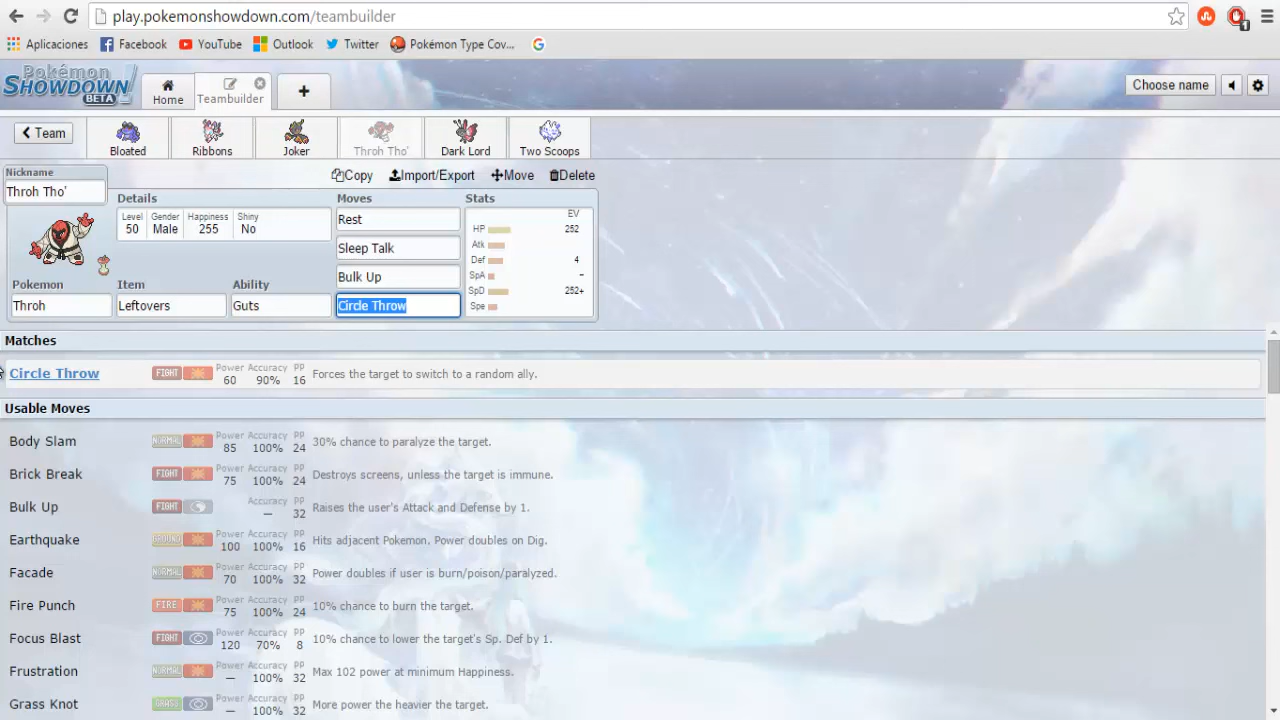 play.pokemonshowdown.com/teambuilder
Aplicaciones Facebook YouTube Outlook Twitter Pokémon Type Cov...
Pokémon Showdown BETA Home Teambuilder + Choose name
Team Bloated Ribbons Joker Throh Tho' Dark Lord Two Scoops
Copy Import/Export Move Delete
Nickname
Throh Tho'
Details Moves Stats
Level Gender Happiness Shiny
50 Male 255 No
Rest
Sleep Talk
Bulk Up
Circle Throw
EV
HP 252
Atk
Def 4
SpA –
SpD 252+
Spe
Pokemon Item Ability
Throh Leftovers Guts
Matches
Circle Throw FIGHT Power 60 Accuracy 90% PP 16 Forces the target to switch to a random ally.
Usable Moves
Body Slam NORMAL Power 85 Accuracy 100% PP 24 30% chance to paralyze the target.
Brick Break FIGHT Power 75 Accuracy 100% PP 24 Destroys screens, unless the target is immune.
Bulk Up FIGHT Accuracy — PP 32 Raises the user's Attack and Defense by 1.
Earthquake GROUND Power 100 Accuracy 100% PP 16 Hits adjacent Pokemon. Power doubles on Dig.
Facade NORMAL Power 70 Accuracy 100% PP 32 Power doubles if user is burn/poison/paralyzed.
Fire Punch FIRE Power 75 Accuracy 100% PP 24 10% chance to burn the target.
Focus Blast FIGHT Power 120 Accuracy 70% PP 8 10% chance to lower the target's Sp. Def by 1.
Frustration NORMAL Power — Accuracy 100% PP 32 Max 102 power at minimum Happiness.
Grass Knot GRASS Power — Accuracy 100% PP 32 More power the heavier the target.